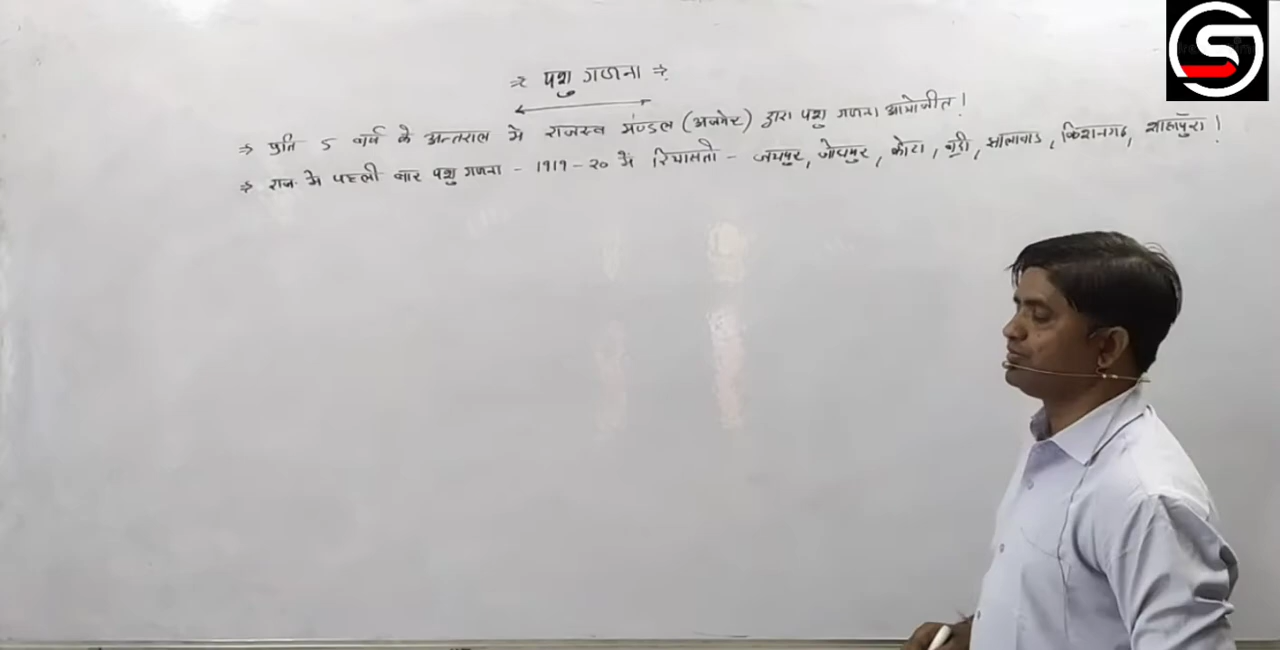 ⇒ पशु गणना ⇒
⇒ प्रति 5 वर्ष के अन्तराल में राजस्व मण्डल (अजमेर) द्वारा पशु गणना आयोजीत।
⇒ राज. मे पहली बार पशु गणना - 1919-20 में रियासतो - जयपुर, जोधपुर, कोटा, बूंदी, झालावाड, किशनगढ, शाहपुरा।
S